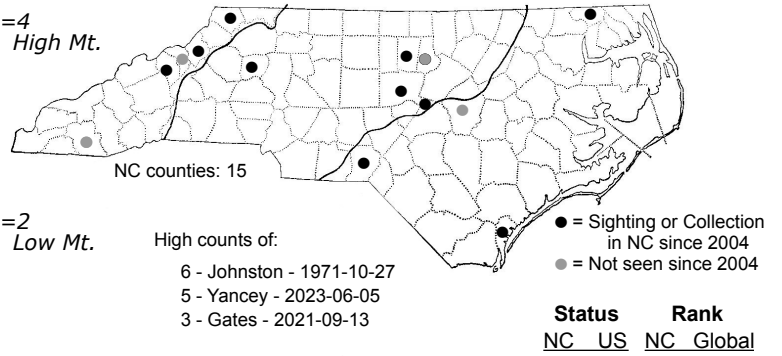 =4
High Mt.
NC counties: 15
=2
Low Mt.
High counts of:
6 - Johnston - 1971-10-27
5 - Yancey - 2023-06-05
3 - Gates - 2021-09-13
= Sighting or Collection
in NC since 2004
= Not seen since 2004
Status Rank
NC US NC Global